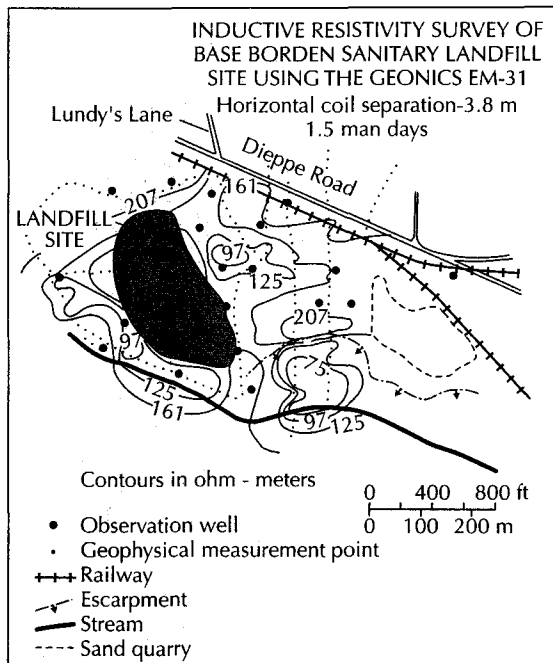 INDUCTIVE RESISTIVITY SURVEY OF
BASE BORDEN SANITARY LANDFILL
SITE USING THE GEONICS EM-31
Horizontal coil separation-3.8 m
1.5 man days
Lundy's Lane
Dieppe Road
161
207
LANDFILL
SITE
97
125
207
97
75
125
161
97
125
Contours in ohm - meters
0 400 800 ft
0 100 200 m
Observation well
Geophysical measurement point
Railway
Escarpment
Stream
Sand quarry